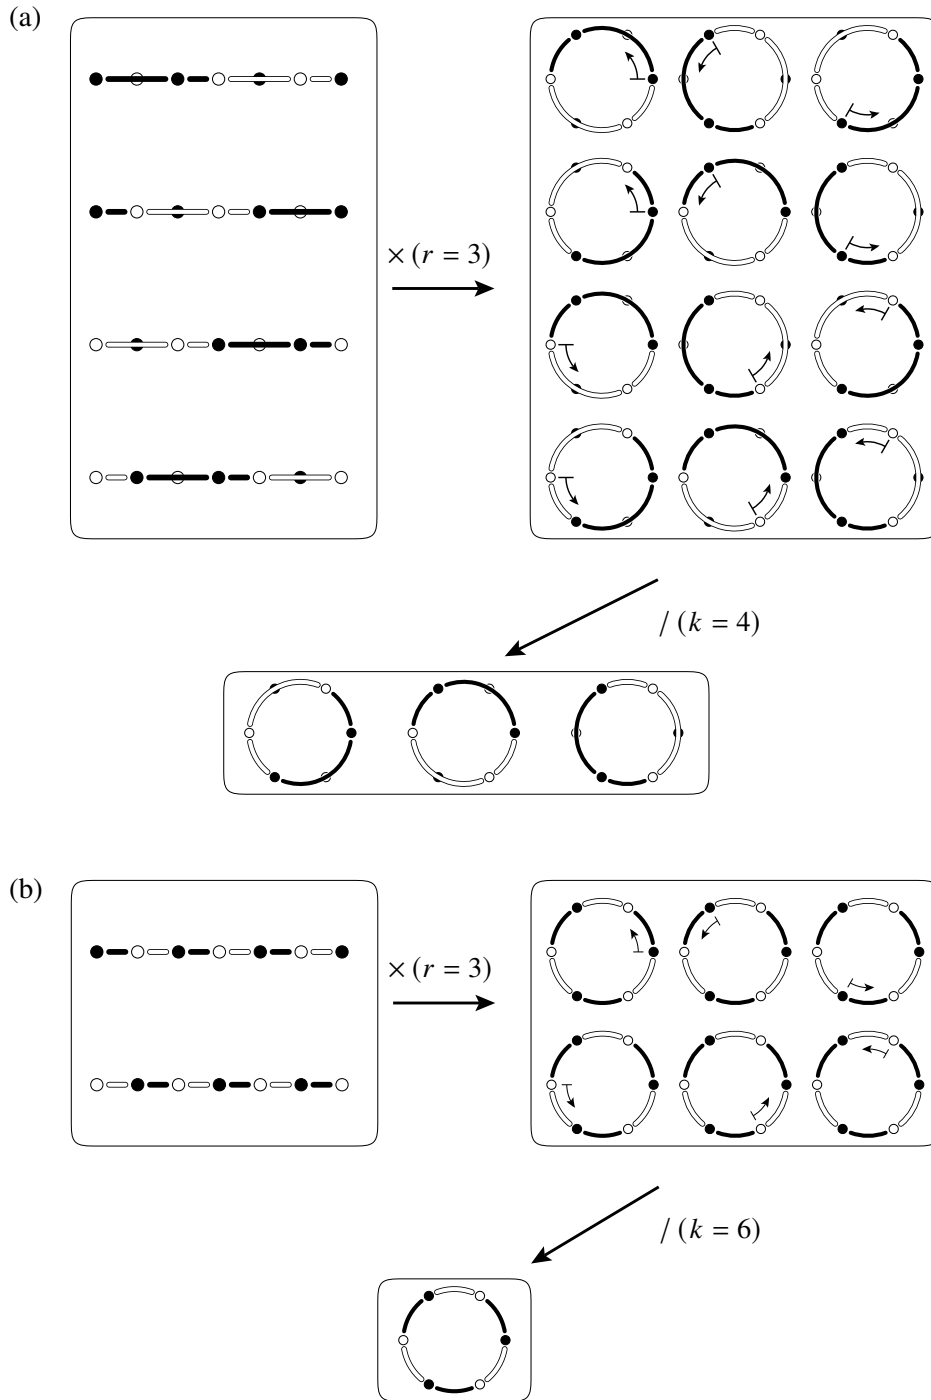 (a)
× (r = 3)
/ (k = 4)
(b)
× (r = 3)
/ (k = 6)